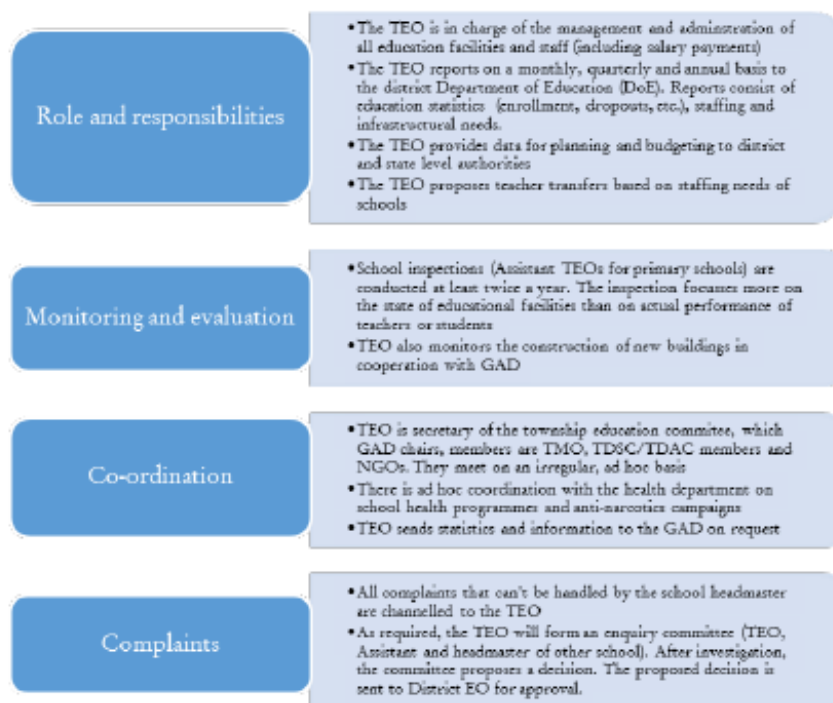 Role and responsibilities
•The TEO is in charge of the management and adminstration of
all education facilities and staff (including salary payments)
•The TEO reports on a monthly, quarterly and annual basis to
the district Department of Education (DoE). Reports consist of
education statistics (enrollment, dropouts, etc.), staffing and
infrastructural needs.
•The TEO provides data for planning and budgeting to district
and state level authorities
•The TEO proposes teacher transfers based on staffing needs of
schools
Monitoring and evaluation
•School inspections (Assistant TEOs for primary schools) are
conducted at least twice a year. The inspection focusses more on
the state of educational facilities than on actual performance of
teachers or students
•TEO also monitors the construction of new buildings in
cooperation with GAD
Co-ordination
•TEO is secretary of the township education commitee, which
GAD chairs, members are TMO, TDSC/TDAC members and
NGOs. They meet on an irregular, ad hoc basis
•There is ad hoc coordination with the health department on
school health programmes and anti-narcotics campaigns
•TEO sends statistics and information to the GAD on request
Complaints
•All complaints that can't be handled by the school headmaster
are channelled to the TEO
•As required, the TEO will form an enquiry committee (TEO,
Assistant and headmaster of other school). After investigation,
the committee proposes a decision. The proposed decision is
sent to District EO for approval.